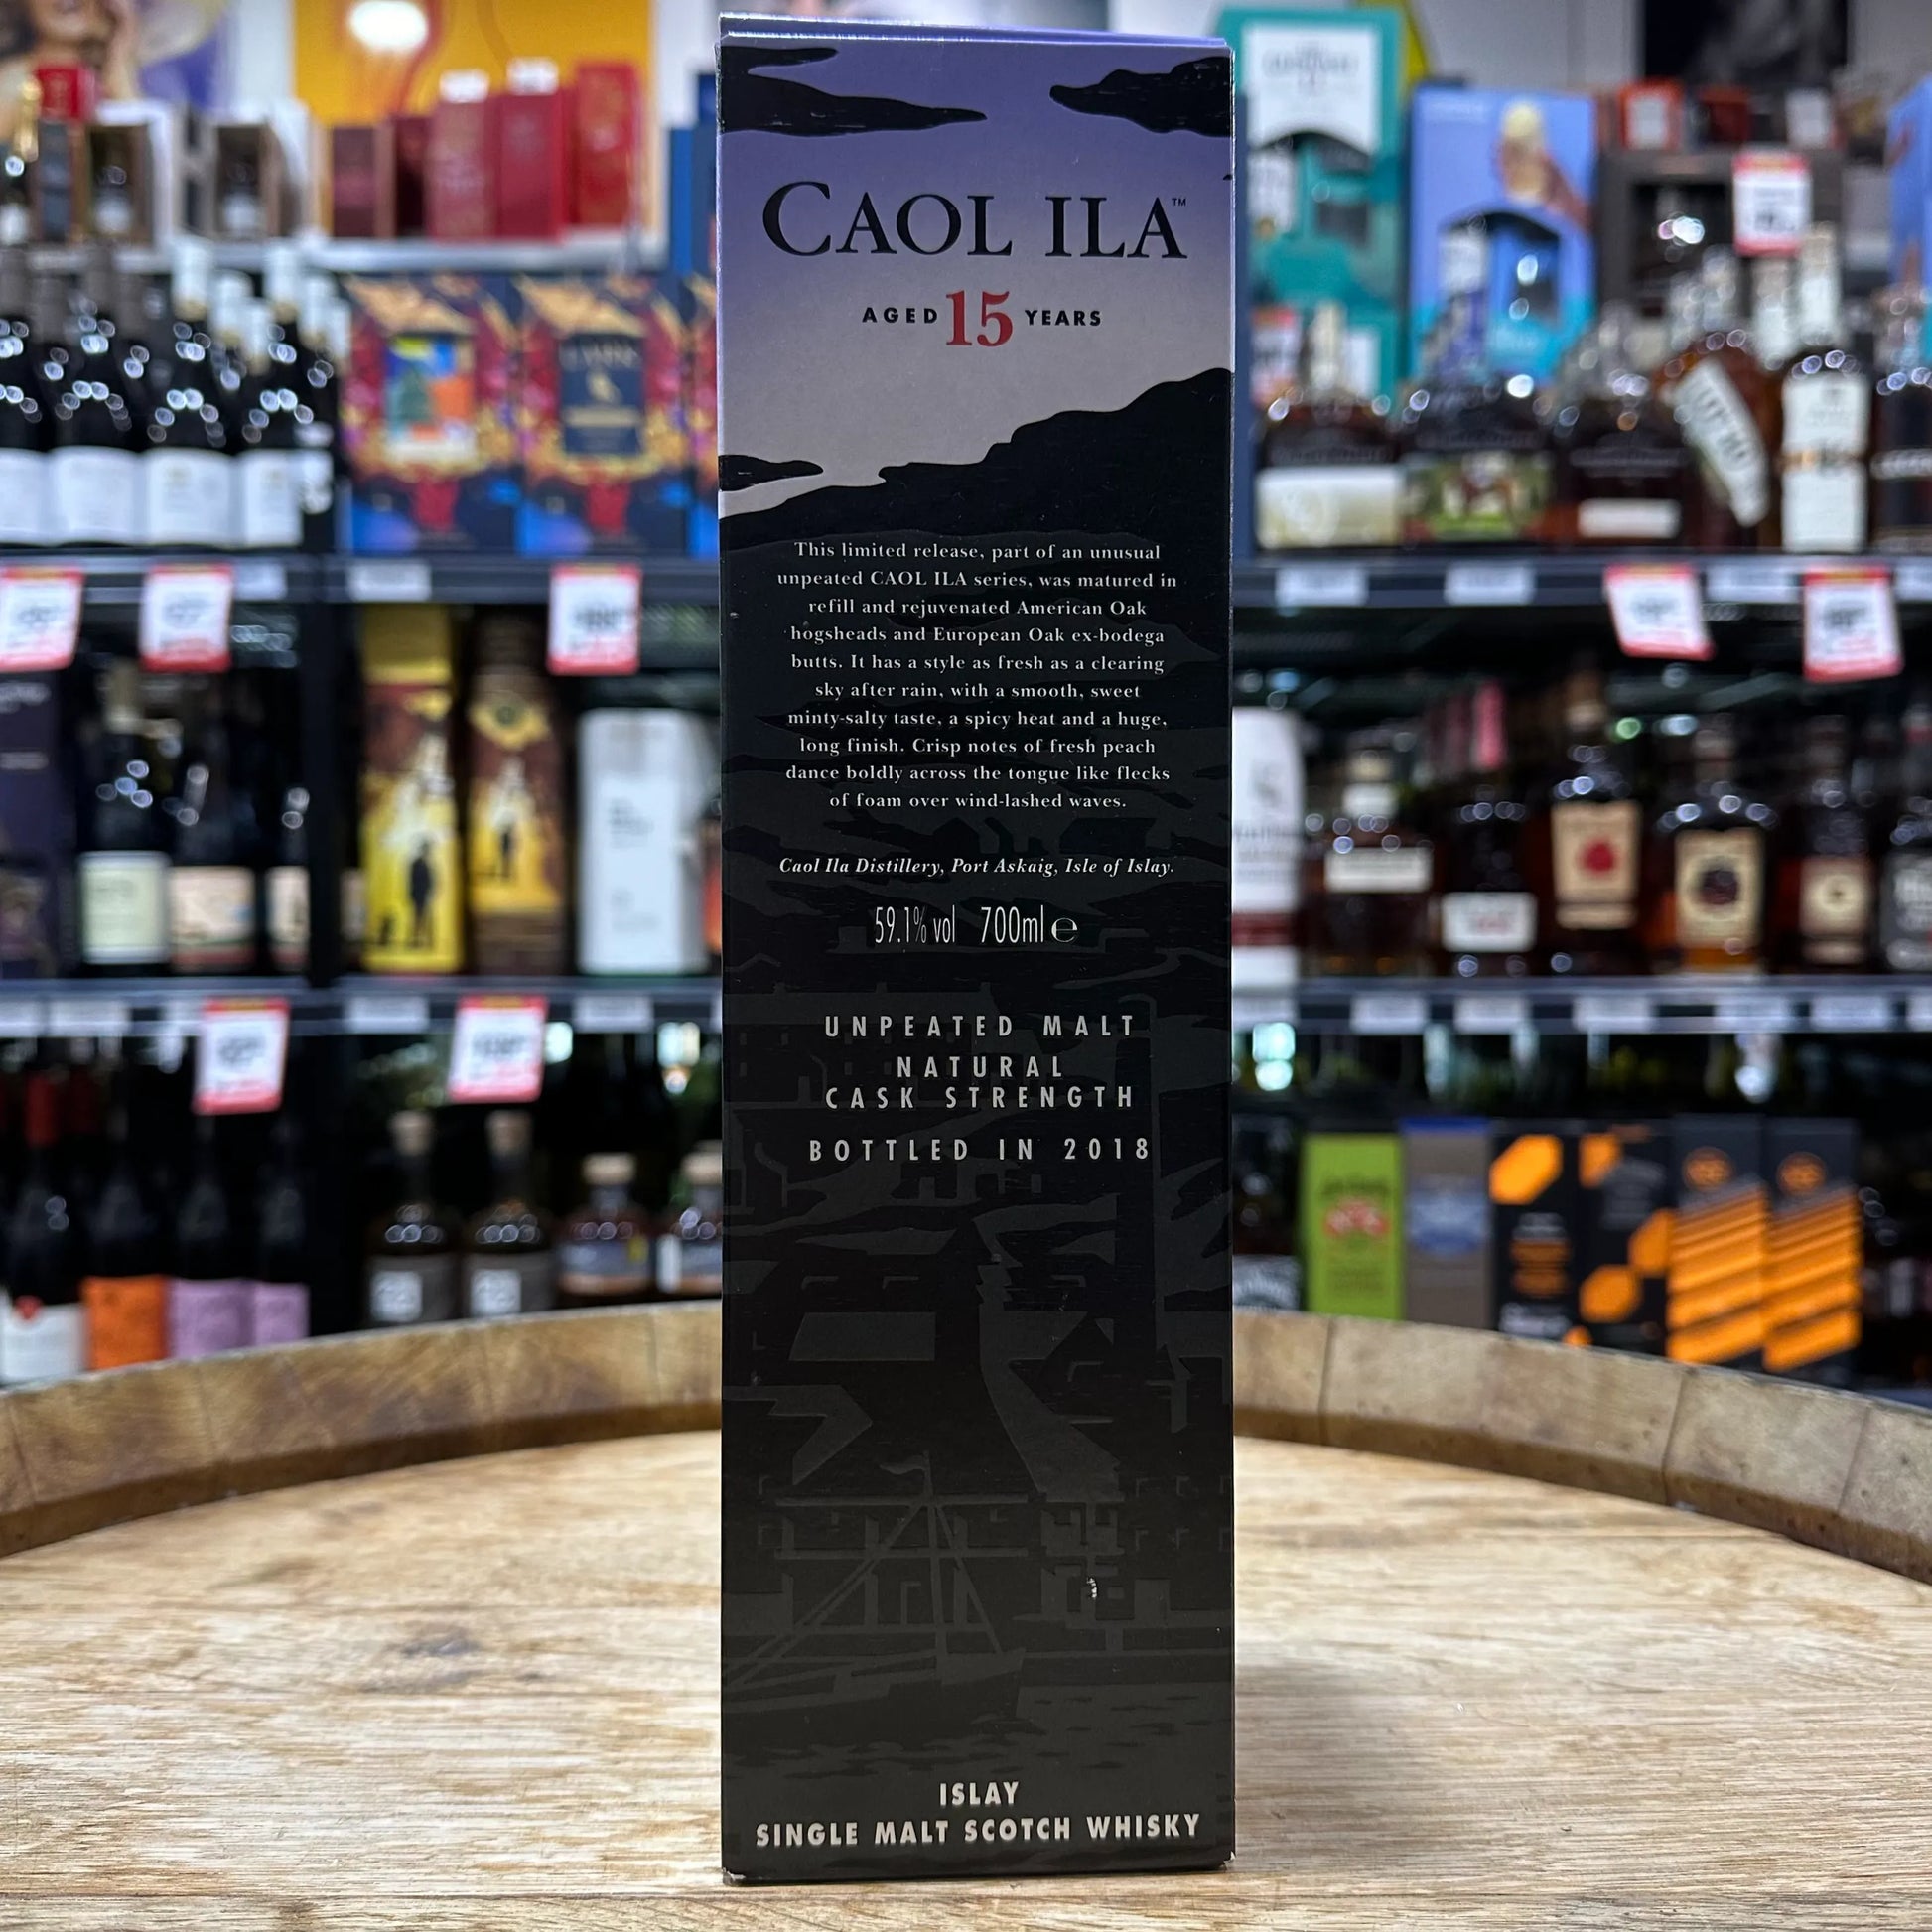 CAOL ILA™
AGED 15 YEARS
This limited release, part of an unusual
unpeated CAOL ILA series, was matured in
refill and rejuvenated American Oak
hogsheads and European Oak ex-bodega
butts. It has a style as fresh as a clearing
sky after rain, with a smooth, sweet
minty-salty taste, a spicy heat and a huge,
long finish. Crisp notes of fresh peach
dance boldly across the tongue like flecks
of foam over wind-lashed waves.
Caol Ila Distillery, Port Askaig, Isle of Islay.
59.1% vol 700ml ℮
UNPEATED MALT
NATURAL
CASK STRENGTH
BOTTLED IN 2018
ISLAY
SINGLE MALT SCOTCH WHISKY